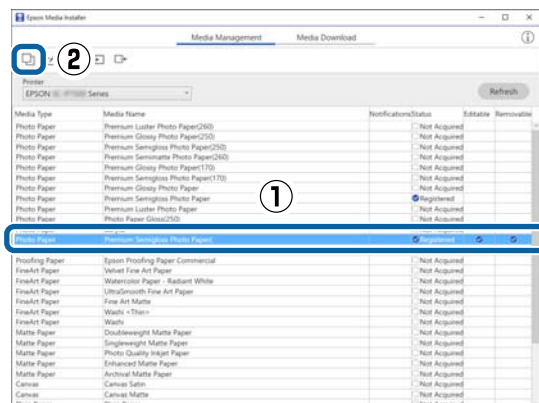 Epson Media Installer
Media Management Media Download
②
Printer
EPSON Series
Refresh
Media Type Media Name Notifications Status Editable Removable
Photo Paper Premium Luster Photo Paper(260) Not Acquired
Photo Paper Premium Glossy Photo Paper(250) Not Acquired
Photo Paper Premium Semigloss Photo Paper(250) Not Acquired
Photo Paper Premium Semimatte Photo Paper(260) Not Acquired
Photo Paper Premium Glossy Photo Paper(170) Not Acquired
Photo Paper Premium Semigloss Photo Paper(170) Not Acquired
Photo Paper Premium Glossy Photo Paper Not Acquired
Photo Paper Premium Semigloss Photo Paper Registered
①
Photo Paper Premium Luster Photo Paper Not Acquired
Photo Paper Photo Paper Gloss(250) Not Acquired
Photo Paper Premium Semigloss Photo Paper( Registered
Proofing Paper Epson Proofing Paper Commercial Not Acquired
FineArt Paper Velvet Fine Art Paper Not Acquired
FineArt Paper Watercolor Paper - Radiant White Not Acquired
FineArt Paper UltraSmooth Fine Art Paper Not Acquired
FineArt Paper Fine Art Matte Not Acquired
FineArt Paper Washi <Thin> Not Acquired
FineArt Paper Washi Not Acquired
Matte Paper Doubleweight Matte Paper Not Acquired
Matte Paper Singleweight Matte Paper Not Acquired
Matte Paper Photo Quality Inkjet Paper Not Acquired
Matte Paper Enhanced Matte Paper Not Acquired
Matte Paper Archival Matte Paper Not Acquired
Canvas Canvas Satin Not Acquired
Canvas Canvas Matte Not Acquired